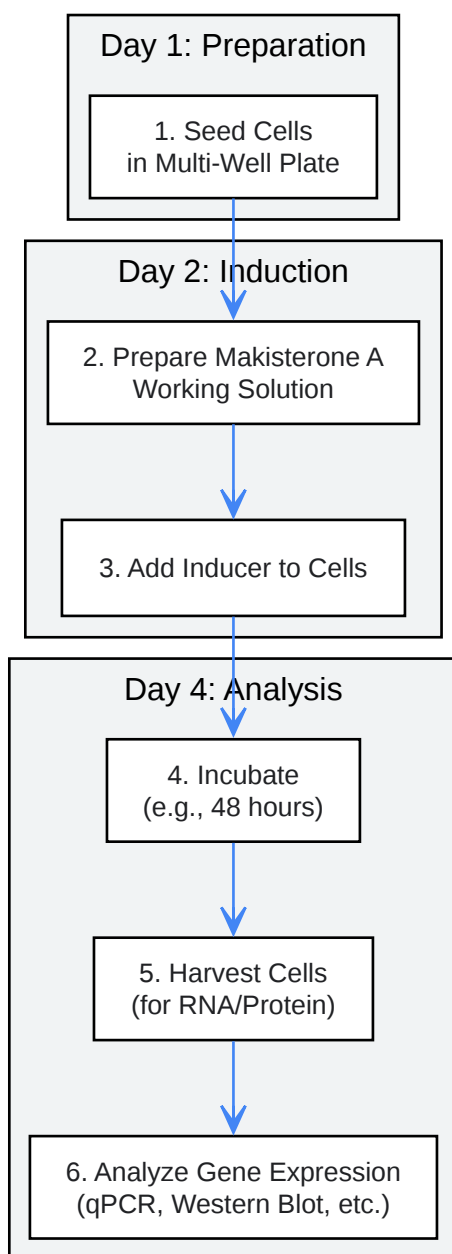 Day 1: Preparation
1. Seed Cells
in Multi-Well Plate
Day 2: Induction
2. Prepare Makisterone A
Working Solution
3. Add Inducer to Cells
Day 4: Analysis
4. Incubate
(e.g., 48 hours)
5. Harvest Cells
(for RNA/Protein)
6. Analyze Gene Expression
(qPCR, Western Blot, etc.)